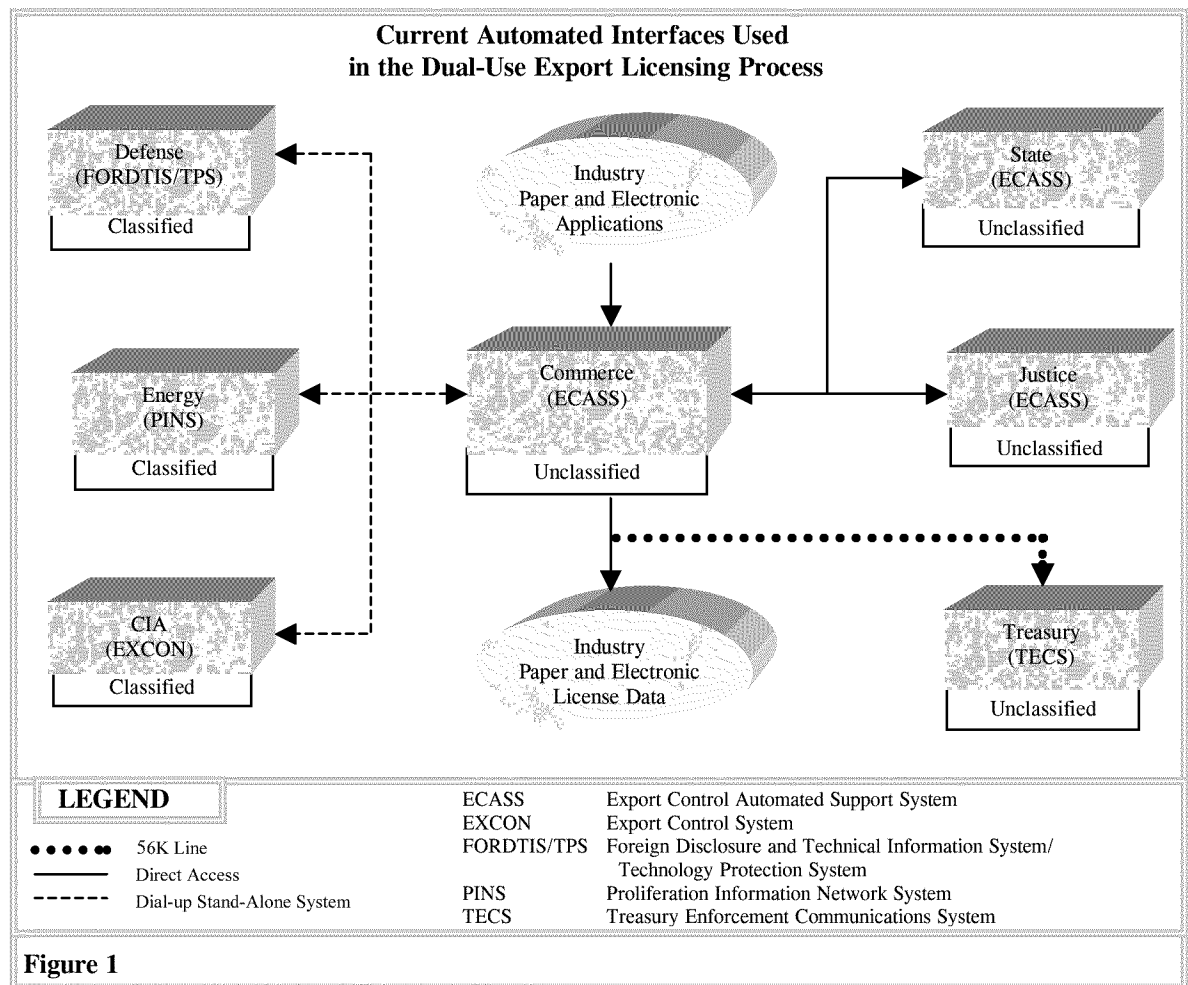 Current Automated Interfaces Used
in the Dual-Use Export Licensing Process
Defense
(FORDTIS/TPS)
Classified
Industry
Paper and Electronic
Applications
State
(ECASS)
Unclassified
Energy
(PINS)
Classified
Commerce
(ECASS)
Unclassified
Justice
(ECASS)
Unclassified
CIA
(EXCON)
Classified
Industry
Paper and Electronic
License Data
Treasury
(TECS)
Unclassified
LEGEND
56K Line
Direct Access
Dial-up Stand-Alone System
ECASS Export Control Automated Support System
EXCON Export Control System
FORDTIS/TPS Foreign Disclosure and Technical Information System/
Technology Protection System
PINS Proliferation Information Network System
TECS Treasury Enforcement Communications System
Figure 1